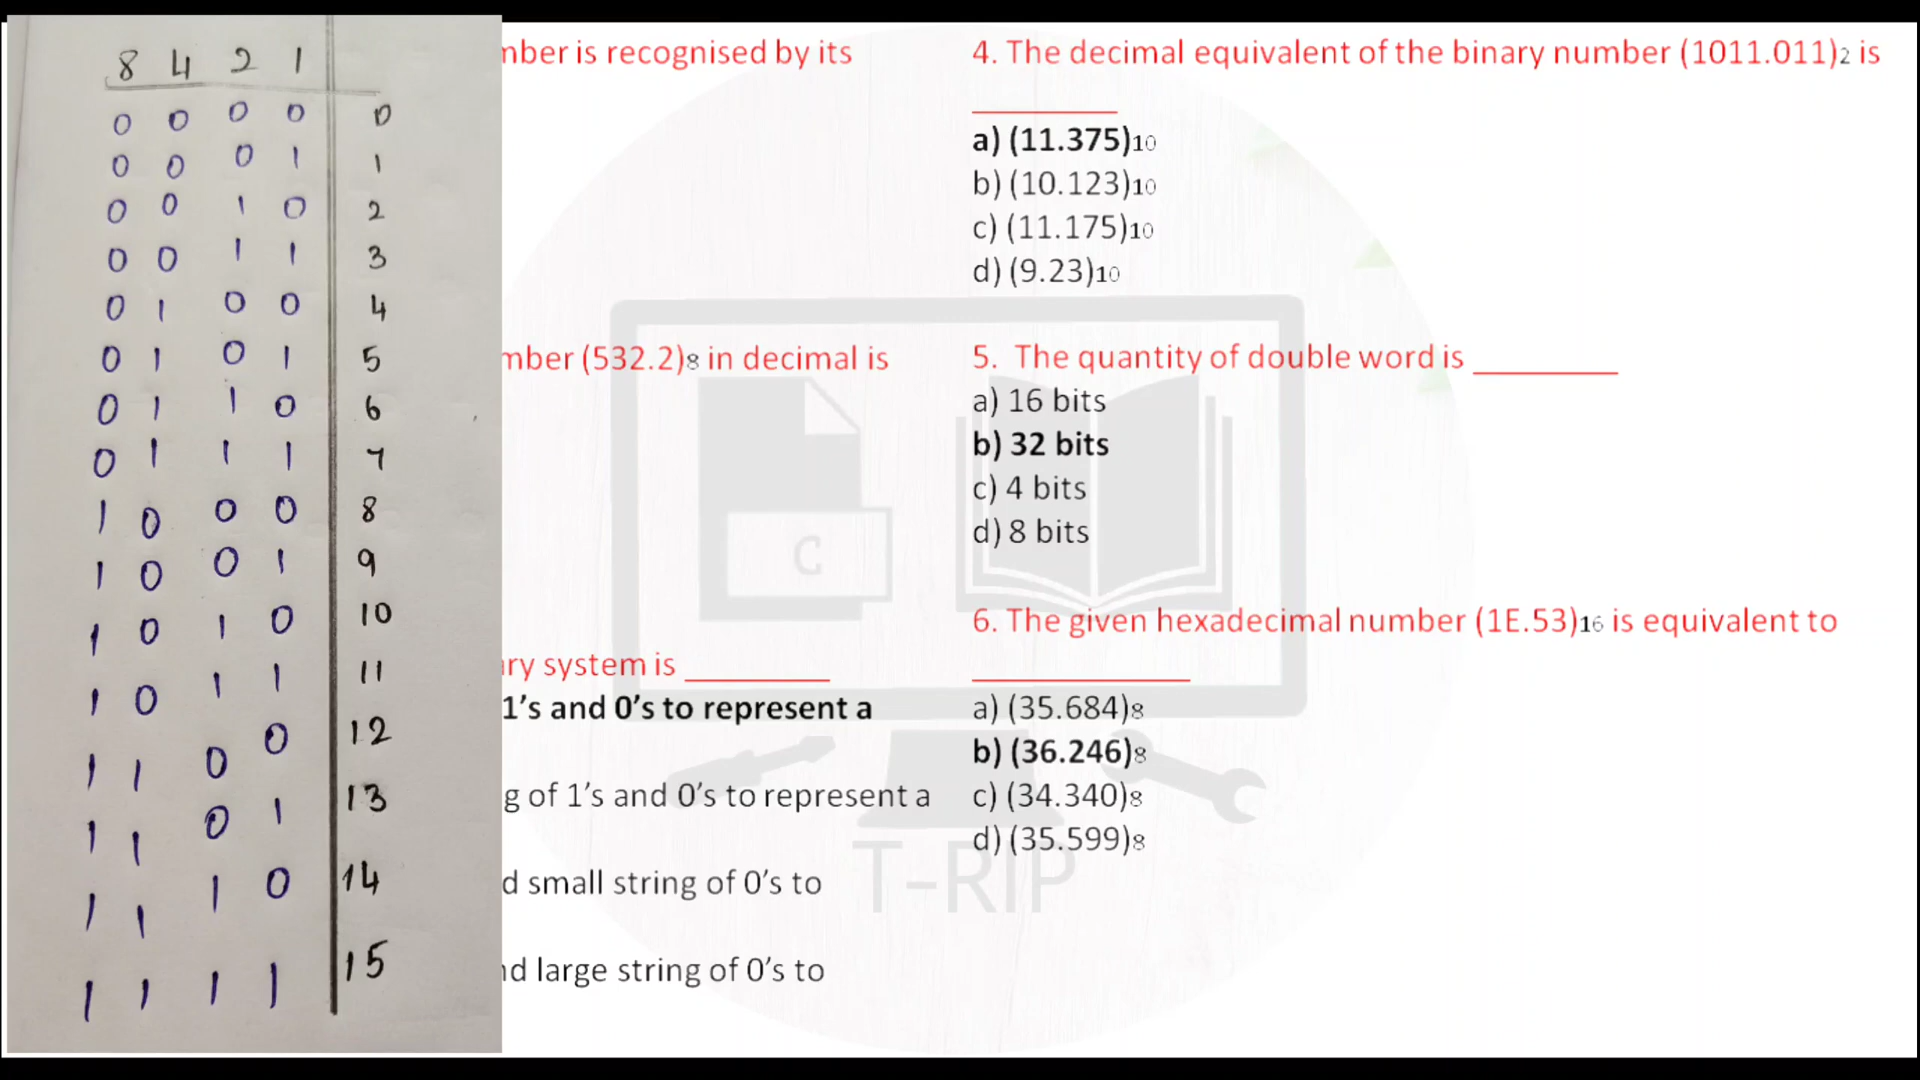 8 4 2 1
0 0 0 0 0
0 0 0 1 1
0 0 1 0 2
0 0 1 1 3
0 1 0 0 4
0 1 0 1 5
0 1 1 0 6
0 1 1 1 7
1 0 0 0 8
1 0 0 1 9
1 0 1 0 10
1 0 1 1 11
1 1 0 0 12
1 1 0 1 13
1 1 1 0 14
1 1 1 1 15
mber is recognised by its
mber (532.2)8 in decimal is
ry system is __________
1's and 0's to represent a
g of 1's and 0's to represent a
d small string of 0's to
d large string of 0's to
4. The decimal equivalent of the binary number (1011.011)2 is
__________
a) (11.375)10
b) (10.123)10
c) (11.175)10
d) (9.23)10
5. The quantity of double word is __________
a) 16 bits
b) 32 bits
c) 4 bits
d) 8 bits
6. The given hexadecimal number (1E.53)16 is equivalent to
_______________
a) (35.684)8
b) (36.246)8
c) (34.340)8
d) (35.599)8
C
T-RIP